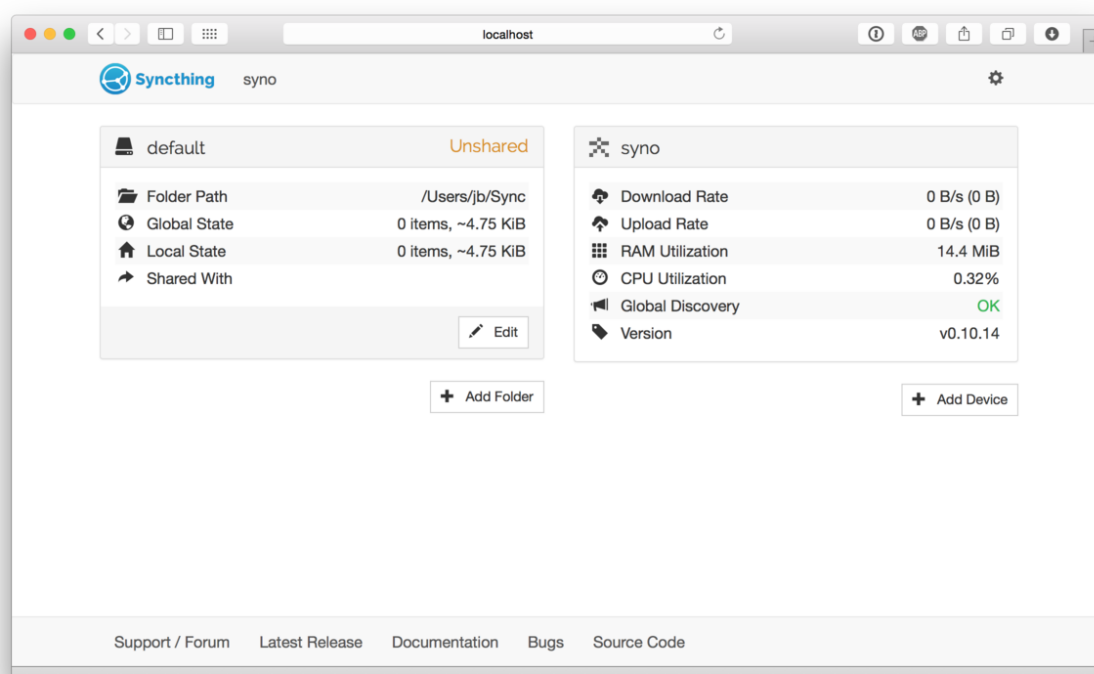 localhost
ABP
Syncthing syno
default Unshared
Folder Path /Users/jb/Sync
Global State 0 items, ~4.75 KiB
Local State 0 items, ~4.75 KiB
Shared With
Edit
Add Folder
syno
Download Rate 0 B/s (0 B)
Upload Rate 0 B/s (0 B)
RAM Utilization 14.4 MiB
CPU Utilization 0.32%
Global Discovery OK
Version v0.10.14
Add Device
Support / Forum Latest Release Documentation Bugs Source Code